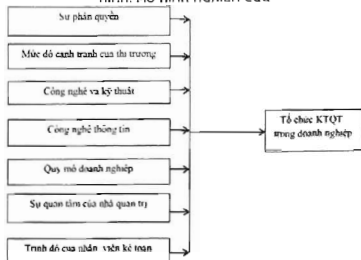 Hình: Mô hình nghiên cứu
Sự phân quyền
Mức độ cạnh tranh của thị trường
Công nghệ và kỹ thuật
Công nghệ thông tin
Quy mô doanh nghiệp
Sự quan tâm của nhà quản trị
Trình độ của nhân viên kế toán
Tổ chức KTQT
trong doanh nghiệp